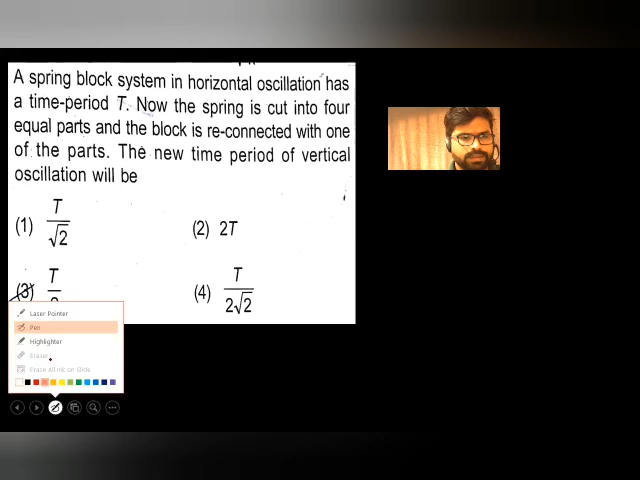 A spring block system in horizontal oscillation has
a time-period T. Now the spring is cut into four
equal parts and the block is re-connected with one
of the parts. The new time period of vertical
oscillation will be
(1) T/√2
(2) 2T
(3) T
(4) T/2√2
Laser Pointer
Pen
Highlighter
Eraser
Erase All Ink on Slide